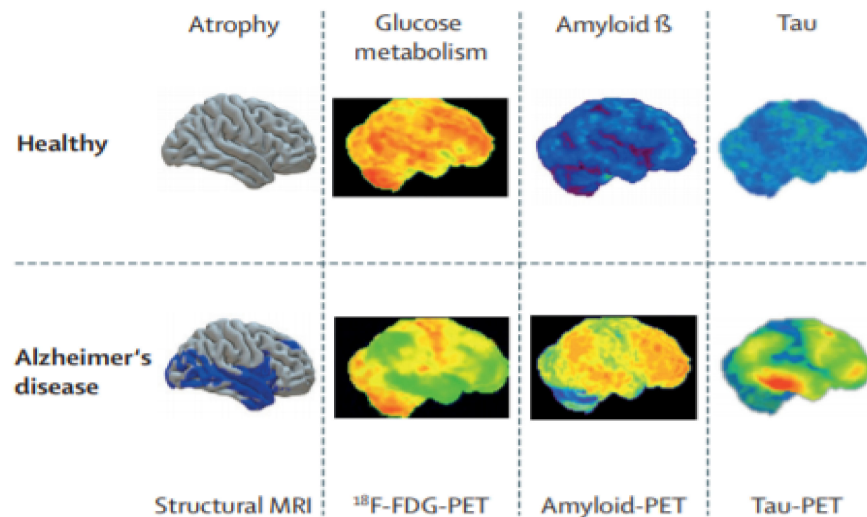 Atrophy
Glucose
metabolism
Amyloid ß
Tau
Healthy
Alzheimer's
disease
Structural MRI
¹⁸F-FDG-PET
Amyloid-PET
Tau-PET